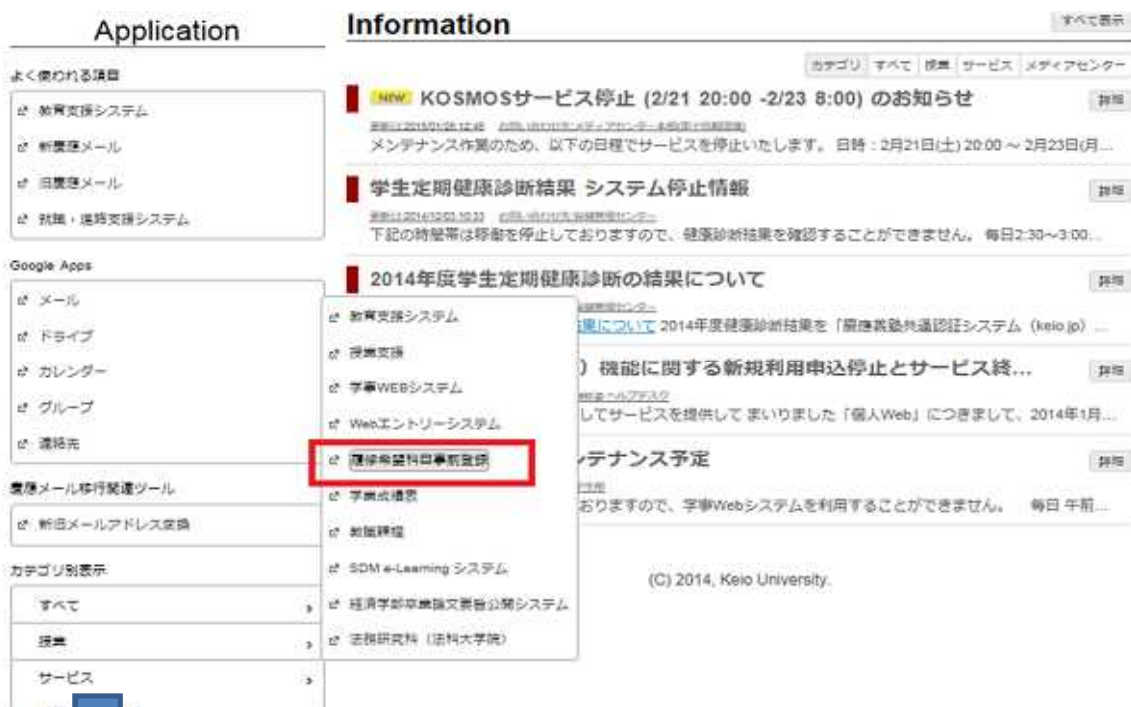 Application
よく使われる項目
教育支援システム
新慶應メール
旧慶應メール
就職・進路支援システム
Google Apps
メール
ドライブ
カレンダー
グループ
連絡先
慶應メール移行関連ツール
新旧メールアドレス変換
カテゴリ別表示
すべて
授業
サービス
教育支援システム
授業支援
学事WEBシステム
Webエントリーシステム
履修希望科目事前登録
学業成績表
教職課程
SDM e-Learning システム
経済学部卒業論文要旨公開システム
法務研究科（法科大学院）
Information
すべて表示
カテゴリ すべて 授業 サービス メディアセンター
NEW KOSMOSサービス停止 (2/21 20:00 -2/23 8:00) のお知らせ 詳細
メンテナンス作業のため、以下の日程でサービスを停止いたします。 日時：2月21日(土) 20:00 ～ 2月23日(月...
学生定期健康診断結果 システム停止情報 詳細
下記の時間帯は稼働を停止しておりますので、健康診断結果を確認することができません。 毎日2:30～3:00...
2014年度学生定期健康診断の結果について 詳細
果について 2014年度健康診断結果を「慶應義塾共通認証システム（keio.jp）...
）機能に関する新規利用申込停止とサービス終... 詳細
keio.jp ヘルプデスク
してサービスを提供して まいりました「個人Web」につきまして、2014年1月...
ンテナンス予定 詳細
おりますので、学事Webシステムを利用することができません。 毎日 午前...
(C) 2014, Keio University.